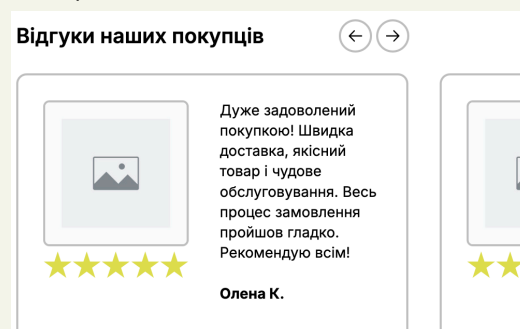 Відгуки наших покупців
Дуже задоволений
покупкою! Швидка
доставка, якісний
товар і чудове
обслуговування. Весь
процес замовлення
пройшов гладко.
Рекомендую всім!
Олена К.